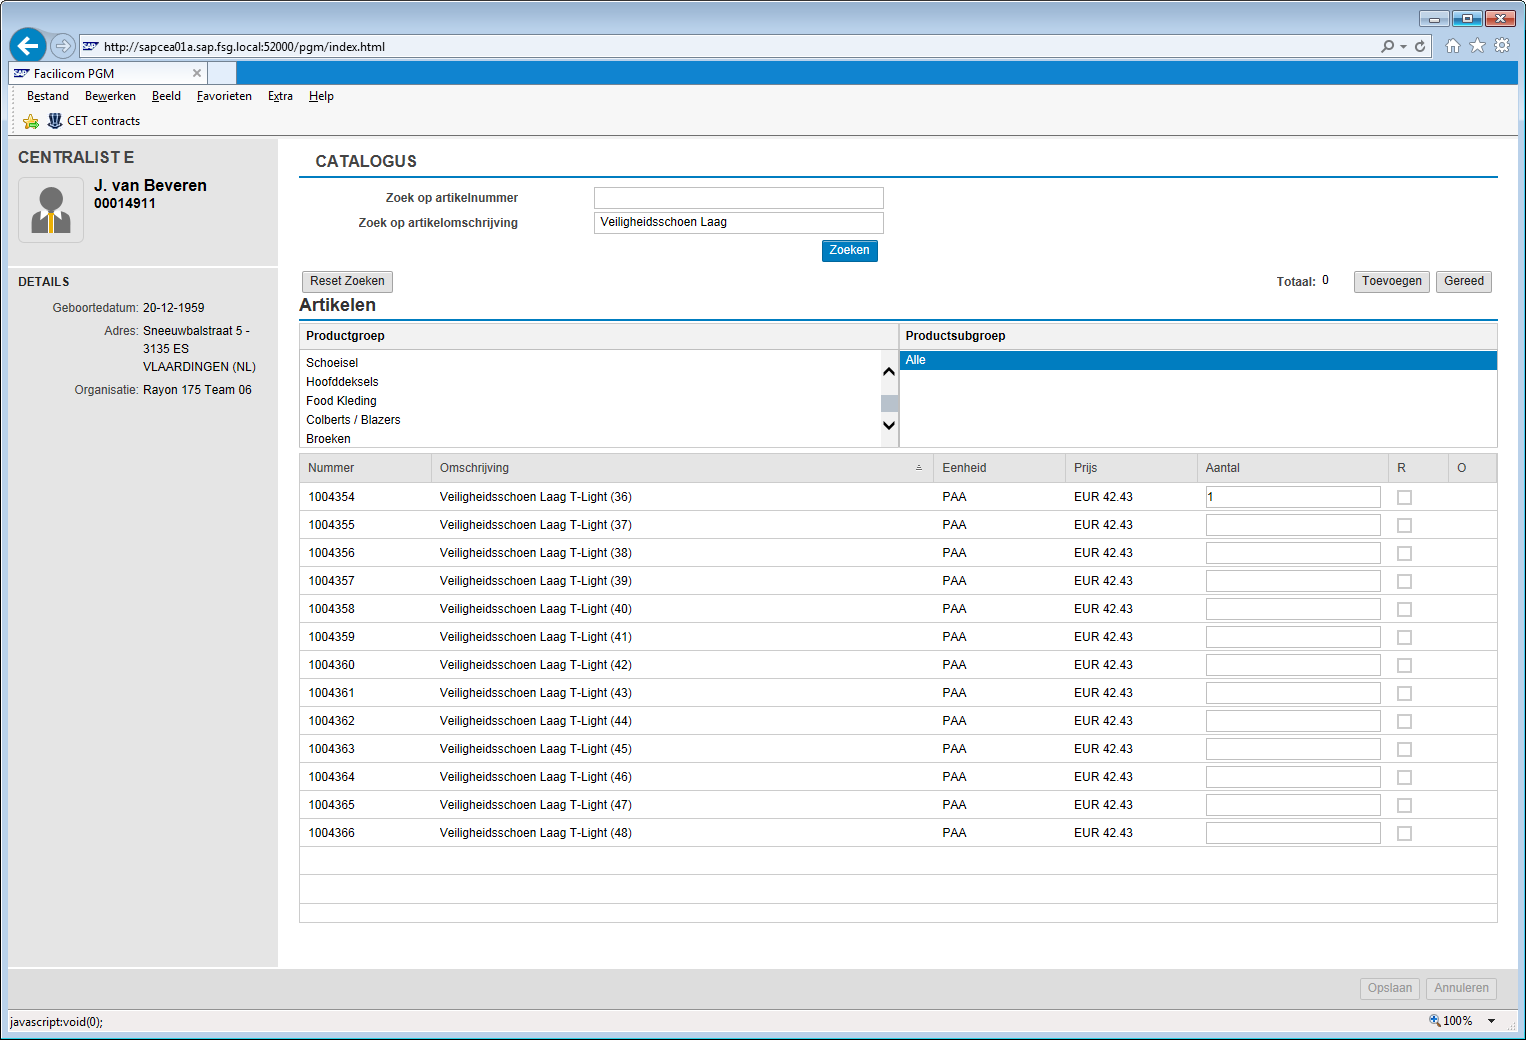 SAP http://sapcea01a.sap.fsg.local:52000/pgm/index.html
SAP Facilicom PGM
Bestand Bewerken Beeld Favorieten Extra Help
CET contracts
CENTRALIST E
J. van Beveren
00014911
DETAILS
Geboortedatum: 20-12-1959
Adres: Sneeuwbalstraat 5 -
3135 ES
VLAARDINGEN (NL)
Organisatie: Rayon 175 Team 06
CATALOGUS
Zoek op artikelnummer
Zoek op artikelomschrijving Veiligheidsschoen Laag
Zoeken
Reset Zoeken Totaal: 0 Toevoegen Gereed
Artikelen
Productgroep Productsubgroep
Schoeisel Alle
Hoofddeksels
Food Kleding
Colberts / Blazers
Broeken
Nummer Omschrijving Eenheid Prijs Aantal R O
1004354 Veiligheidsschoen Laag T-Light (36) PAA EUR 42.43 1
1004355 Veiligheidsschoen Laag T-Light (37) PAA EUR 42.43
1004356 Veiligheidsschoen Laag T-Light (38) PAA EUR 42.43
1004357 Veiligheidsschoen Laag T-Light (39) PAA EUR 42.43
1004358 Veiligheidsschoen Laag T-Light (40) PAA EUR 42.43
1004359 Veiligheidsschoen Laag T-Light (41) PAA EUR 42.43
1004360 Veiligheidsschoen Laag T-Light (42) PAA EUR 42.43
1004361 Veiligheidsschoen Laag T-Light (43) PAA EUR 42.43
1004362 Veiligheidsschoen Laag T-Light (44) PAA EUR 42.43
1004363 Veiligheidsschoen Laag T-Light (45) PAA EUR 42.43
1004364 Veiligheidsschoen Laag T-Light (46) PAA EUR 42.43
1004365 Veiligheidsschoen Laag T-Light (47) PAA EUR 42.43
1004366 Veiligheidsschoen Laag T-Light (48) PAA EUR 42.43
Opslaan Annuleren
javascript:void(0); 100%